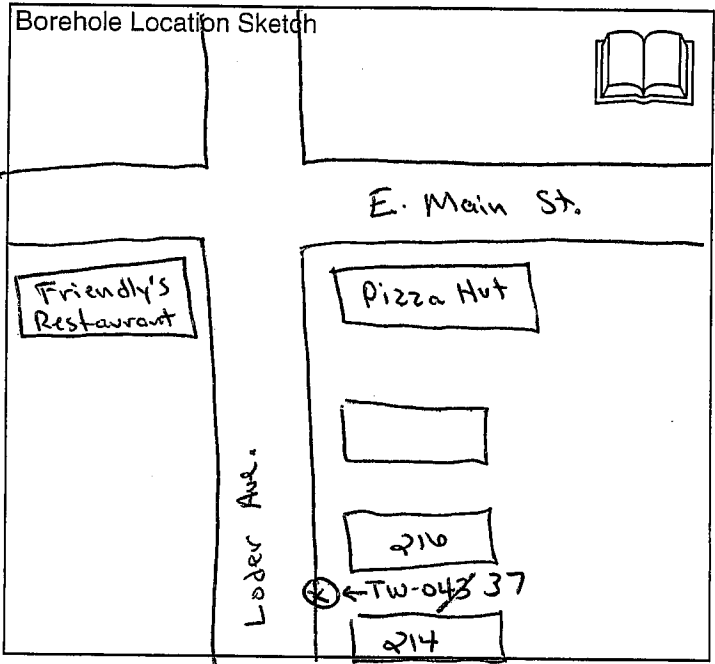 Borehole Location Sketch
E. Main St.
Friendly's
Restaurant
Pizza Hut
Loder Ave.
216
←TW-043 37
214